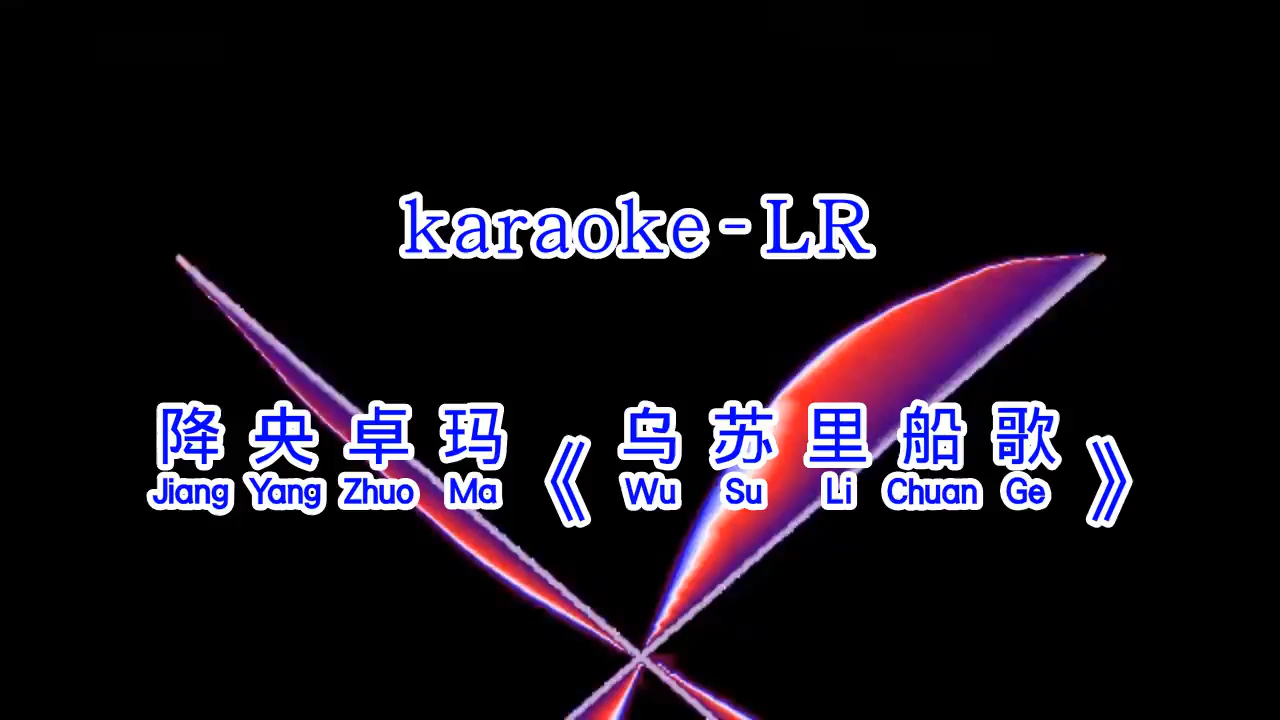 karaoke-LR
降央卓玛《乌苏里船歌》
Jiang Yang Zhuo Ma Wu Su Li Chuan Ge